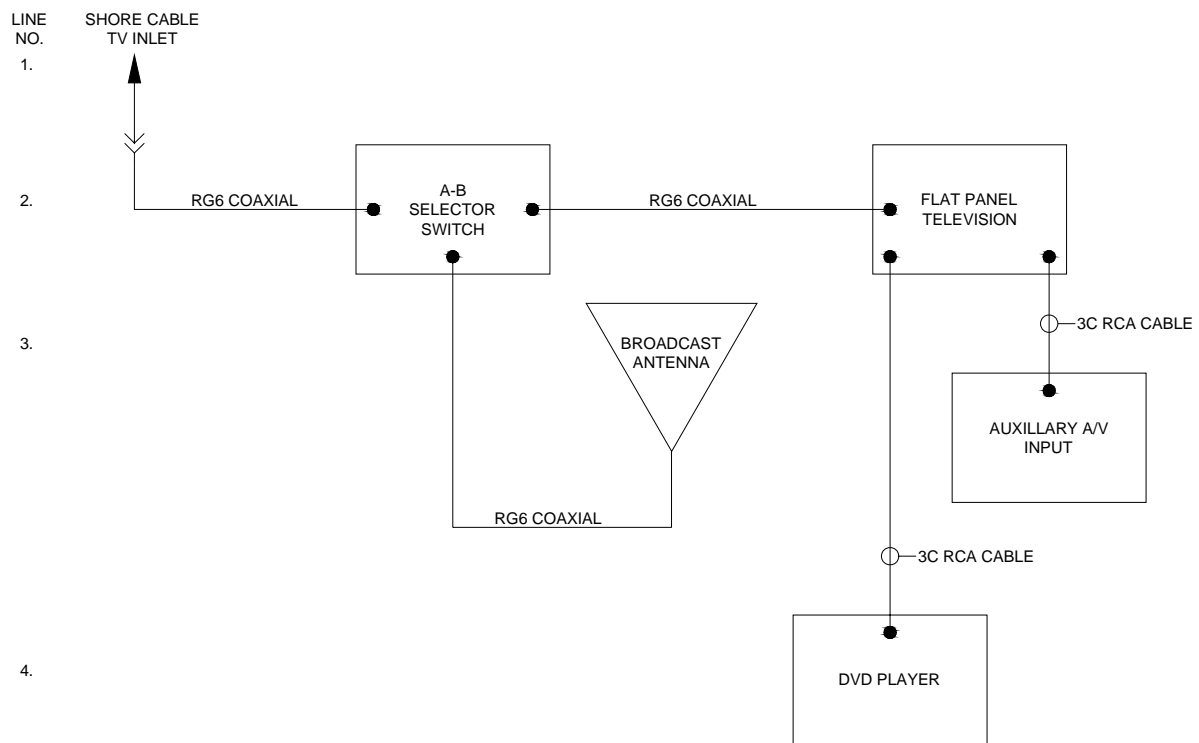 LINE
NO.
SHORE CABLE
TV INLET
1.
2.
RG6 COAXIAL
A-B
SELECTOR
SWITCH
RG6 COAXIAL
FLAT PANEL
TELEVISION
3C RCA CABLE
3.
BROADCAST
ANTENNA
AUXILLARY A/V
INPUT
RG6 COAXIAL
3C RCA CABLE
4.
DVD PLAYER